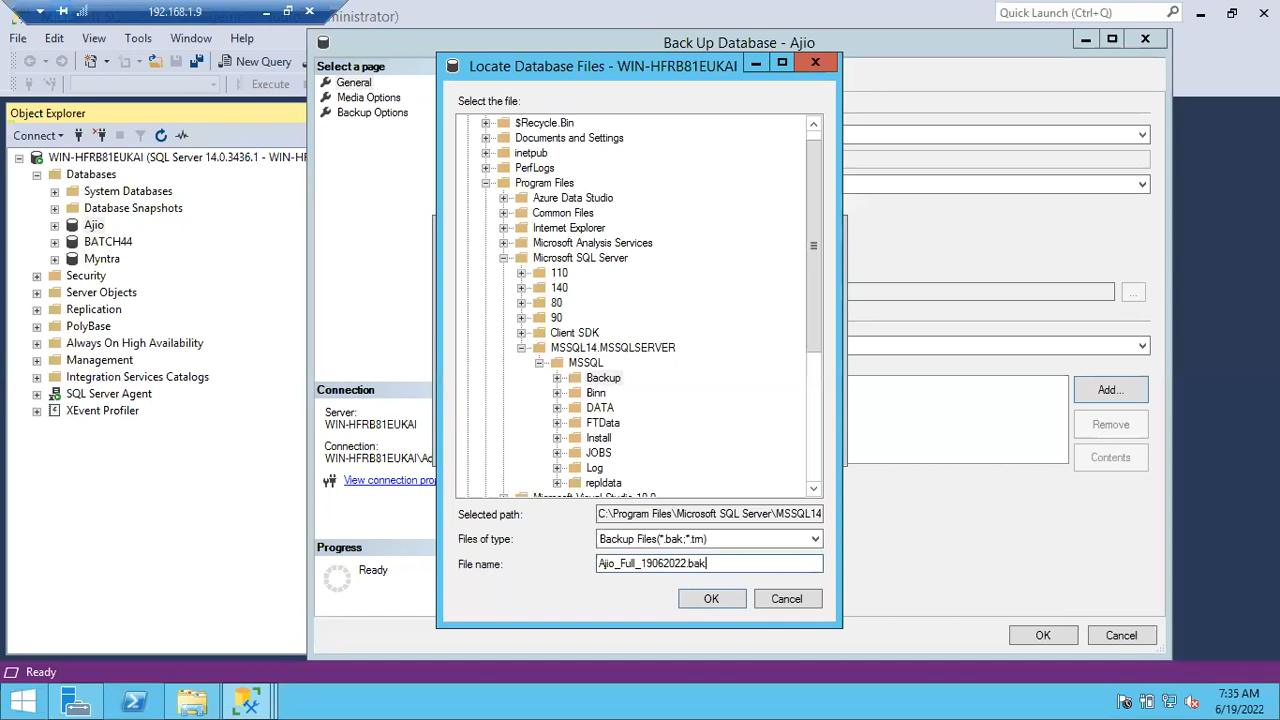 192.168.1.9
ministrator)
Quick Launch (Ctrl+Q)
File Edit View Tools Window Help
New Query
Execute
Object Explorer
Connect
WIN-HFRB81EUKAI (SQL Server 14.0.3436.1 - WIN-H
Databases
System Databases
Database Snapshots
Ajio
BATCH44
Myntra
Security
Server Objects
Replication
PolyBase
Always On High Availability
Management
Integration Services Catalogs
SQL Server Agent
XEvent Profiler
Back Up Database - Ajio
Select a page
General
Media Options
Backup Options
Connection
Server:
WIN-HFRB81EUKAI
Connection:
WIN-HFRB81EUKAI\Ac
View connection prop
Progress
Ready
Locate Database Files - WIN-HFRB81EUKAI
Select the file:
$Recycle.Bin
Documents and Settings
inetpub
PerfLogs
Program Files
Azure Data Studio
Common Files
Internet Explorer
Microsoft Analysis Services
Microsoft SQL Server
110
140
80
90
Client SDK
MSSQL14.MSSQLSERVER
MSSQL
Backup
Binn
DATA
FTData
Install
JOBS
Log
repldata
Microsoft Visual Studio 10.0
Selected path: C:\Program Files\Microsoft SQL Server\MSSQL14
Files of type: Backup Files(*.bak;*.trn)
File name: Ajio_Full_19062022.bak
OK Cancel
...
Add...
Remove
Contents
OK Cancel
Ready
7:35 AM
6/19/2022